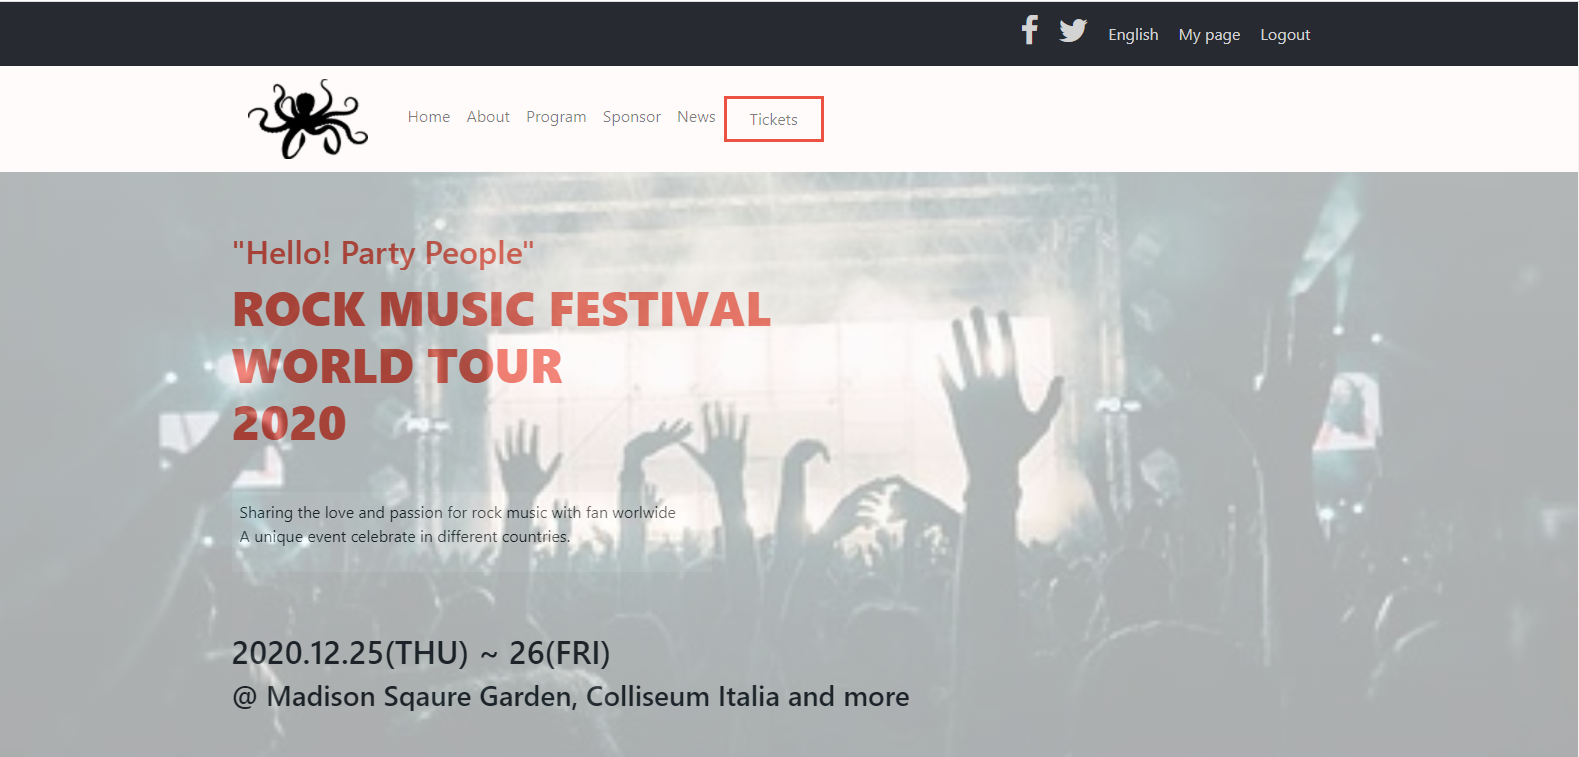 English My page Logout
Home About Program Sponsor News Tickets
"Hello! Party People"
ROCK MUSIC FESTIVAL
WORLD TOUR
2020
Sharing the love and passion for rock music with fan worlwide
A unique event celebrate in different countries.
2020.12.25(THU) ~ 26(FRI)
@ Madison Sqaure Garden, Colliseum Italia and more